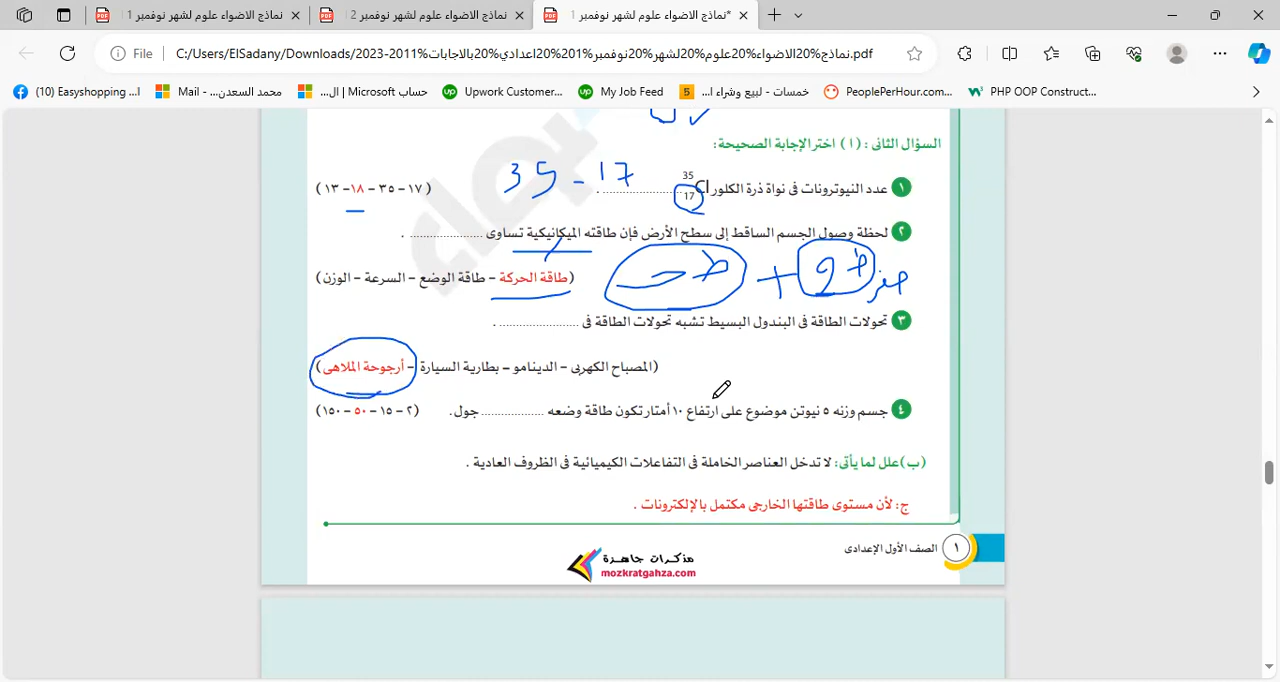 نماذج الاضواء علوم لشهر نوفمبر 1
نماذج الاضواء علوم لشهر نوفمبر 2
*نماذج الاضواء علوم لشهر نوفمبر 1
File
C:/Users/ElSadany/Downloads/2023-2011%نماذج%20الاضواء%20علوم%20لشهر%20نوفمبر%201%20اعدادي%20بالاجابات.pdf
(10) Easyshopping ...ا
Mail - محمد السعدن...
حساب Microsoft | ال...
Upwork Customer...
My Job Feed
خمسات - لبيع وشراء ا...
PeoplePerHour.com...
PHP OOP Construct...
السؤال الثانى : (١) اختر الإجابة الصحيحة:
35 - 17
١ عدد النيوترونات فى نواة ذرة الكلور 35 17 Cl .................... . (١٧ – ٣٥ – ١٨ – ١٣)
٢ لحظة وصول الجسم الساقط إلى سطح الأرض فإن طاقته الميكانيكية تساوى .................... .
(طاقة الحركة – طاقة الوضع – السرعة – الوزن)
٣ تحولات الطاقة فى البندول البسيط تشبه تحولات الطاقة فى .................... .
(المصباح الكهربى – الدينامو – بطارية السيارة – أرجوحة الملاهى)
٤ جسم وزنه ٥ نيوتن موضوع على ارتفاع ١٠ أمتار تكون طاقة وضعه .................... جول. (٢ – ١٥ – ٥٠ – ١٥٠)
(ب) علل لما يأتى: لا تدخل العناصر الخاملة فى التفاعلات الكيميائية فى الظروف العادية .
ج: لأن مستوى طاقتها الخارجى مكتمل بالإلكترونات .
١ الصف الأول الإعدادى
مذكرات جاهزة
mozkratgahza.com